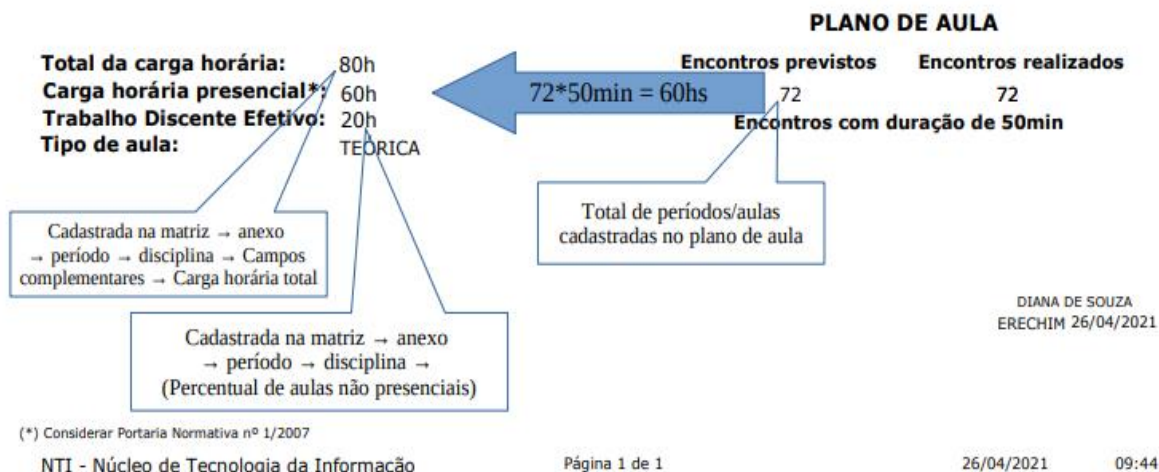 PLANO DE AULA
Total da carga horária: 80h
Carga horária presencial*: 60h
Trabalho Discente Efetivo: 20h
Tipo de aula: TEÓRICA
72*50min = 60hs
Encontros previstos Encontros realizados
72 72
Encontros com duração de 50min
Cadastrada na matriz → anexo
→ período → disciplina → Campos
complementares → Carga horária total
Total de períodos/aulas
cadastradas no plano de aula
Cadastrada na matriz → anexo
→ período → disciplina →
(Percentual de aulas não presenciais)
DIANA DE SOUZA
ERECHIM 26/04/2021
(*) Considerar Portaria Normativa nº 1/2007
NTI - Núcleo de Tecnologia da Informação Página 1 de 1 26/04/2021 09:44